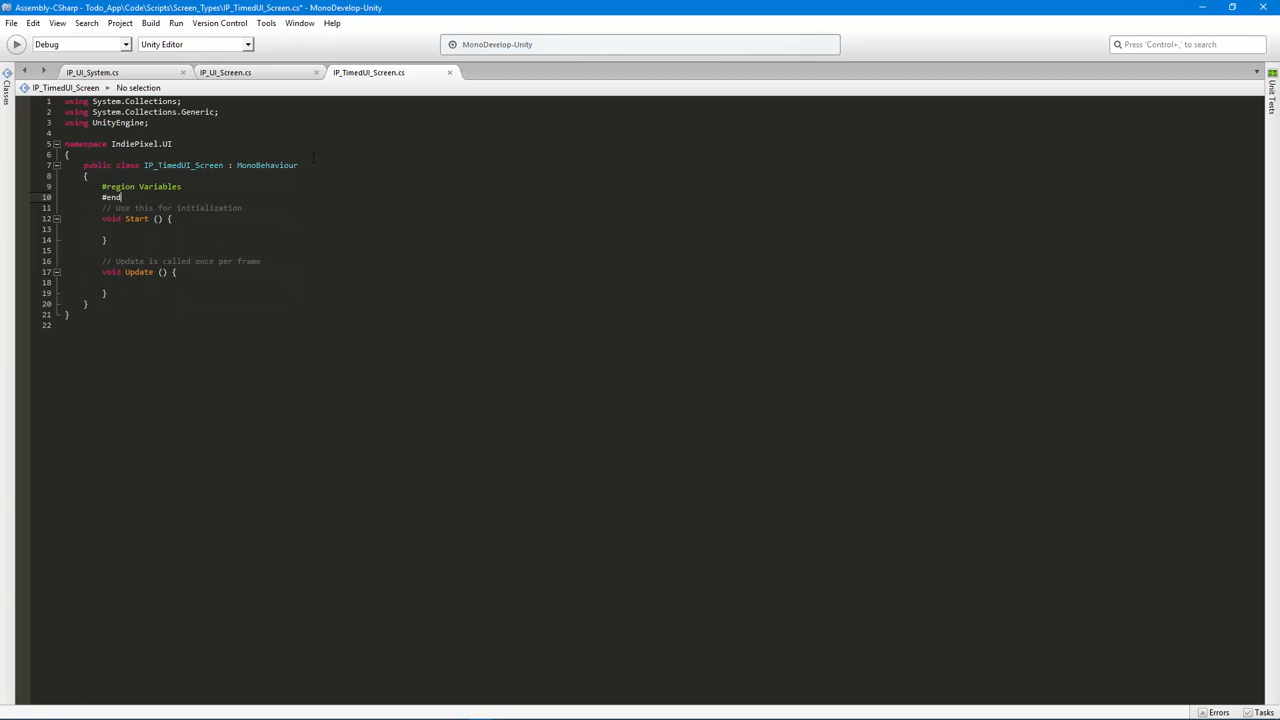 Assembly-CSharp - Todo_App\Code\Scripts\Screen_Types\IP_TimedUI_Screen.cs* - MonoDevelop-Unity
File Edit View Search Project Build Run Version Control Tools Window Help
Debug Unity Editor MonoDevelop-Unity Press 'Control+,' to search
IP_UI_System.cs IP_UI_Screen.cs IP_TimedUI_Screen.cs
IP_TimedUI_Screen No selection
Classes
Unit Tests
1 using System.Collections;
2 using System.Collections.Generic;
3 using UnityEngine;
4
5 namespace IndiePixel.UI
6 {
7 public class IP_TimedUI_Screen : MonoBehaviour
8 {
9 #region Variables
10 #end
11 // Use this for initialization
12 void Start () {
13
14 }
15
16 // Update is called once per frame
17 void Update () {
18
19 }
20 }
21 }
22
Errors Tasks